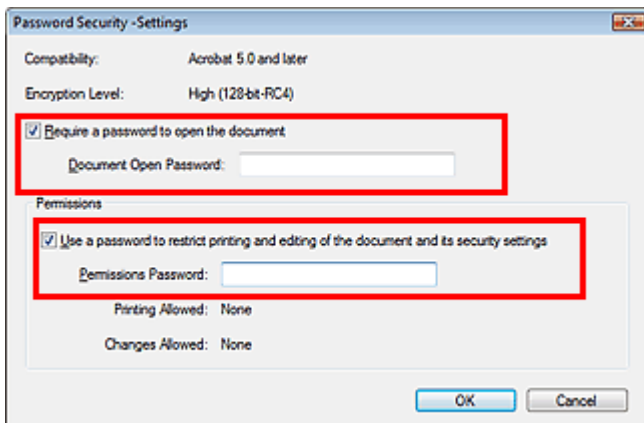 Password Security -Settings
Compatibility: Acrobat 5.0 and later
Encryption Level: High (128-bit-RC4)
Require a password to open the document
Document Open Password:
Permissions
Use a password to restrict printing and editing of the document and its security settings
Permissions Password:
Printing Allowed: None
Changes Allowed: None
OK Cancel